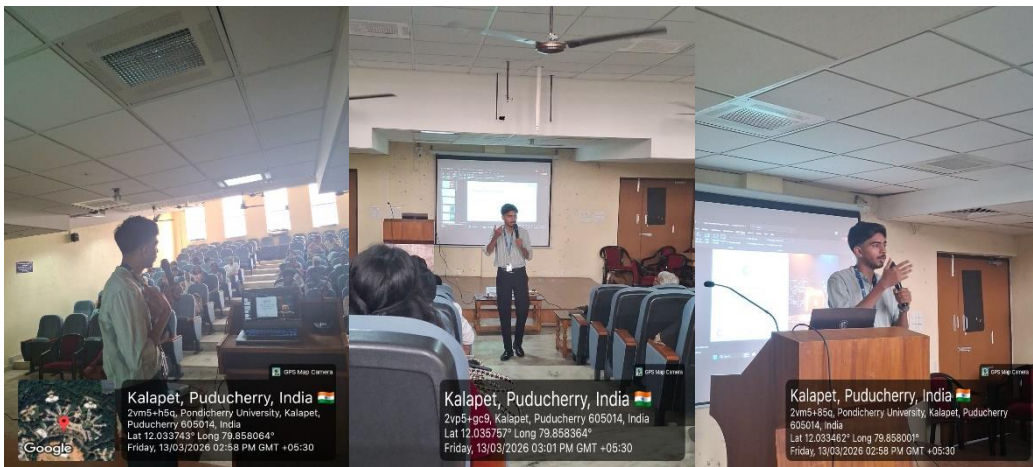 GPS Map Camera
Kalapet, Puducherry, India
2vm5+h5q, Pondicherry University, Kalapet,
Puducherry 605014, India
Lat 12.033743° Long 79.858064°
Friday, 13/03/2026 02:58 PM GMT +05:30
Google
GPS Map Camera
Kalapet, Puducherry, India
2vp5+gc9, Kalapet, Puducherry 605014, India
Lat 12.035757° Long 79.858364°
Friday, 13/03/2026 03:01 PM GMT +05:30
GPS Map Camera
Kalapet, Puducherry, India
2vm5+85q, Pondicherry University, Kalapet, Puducherry
605014, India
Lat 12.033462° Long 79.858001°
Friday, 13/03/2026 02:58 PM GMT +05:30